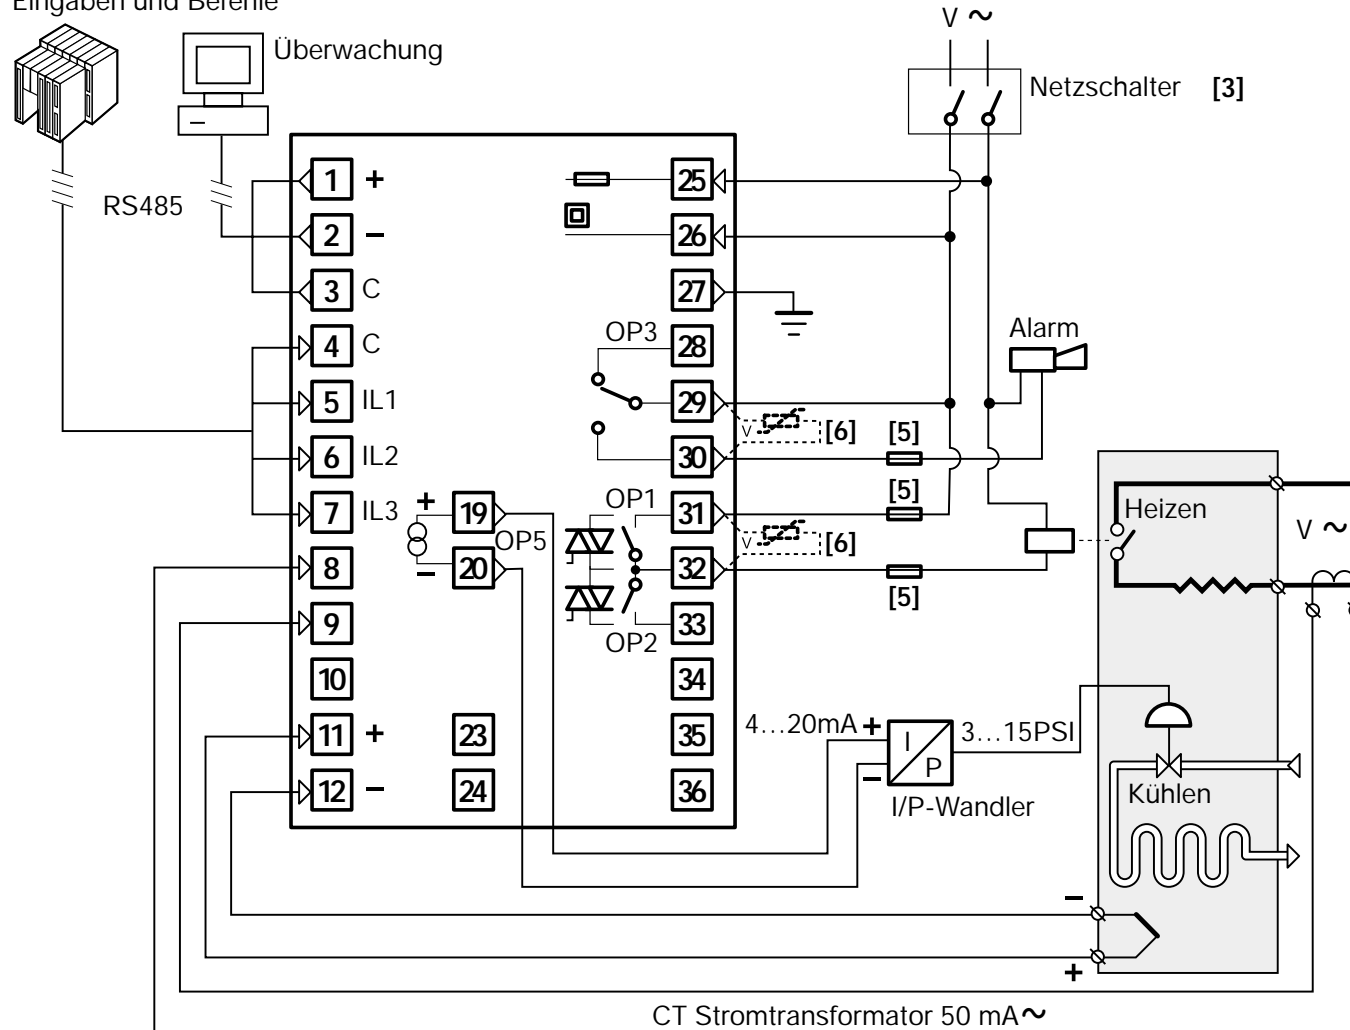 Eingaben und Befehle
V ∼
Überwachung
Netzschalter [3]
RS485
1 +
2 −
3 C
4 C
5 IL1
6 IL2
7 IL3
8
9
10
11 +
12 −
+
19
OP5
−
20
23
24
25
26
27
OP3
28
29
30
OP1
31
32
33
OP2
34
35
36
Alarm
V
[6]
[5]
[5]
V
[6]
[5]
Heizen
V ∼
4...20mA +
−
I
P
3...15PSI
I/P-Wandler
Kühlen
−
+
CT Stromtransformator 50 mA∼